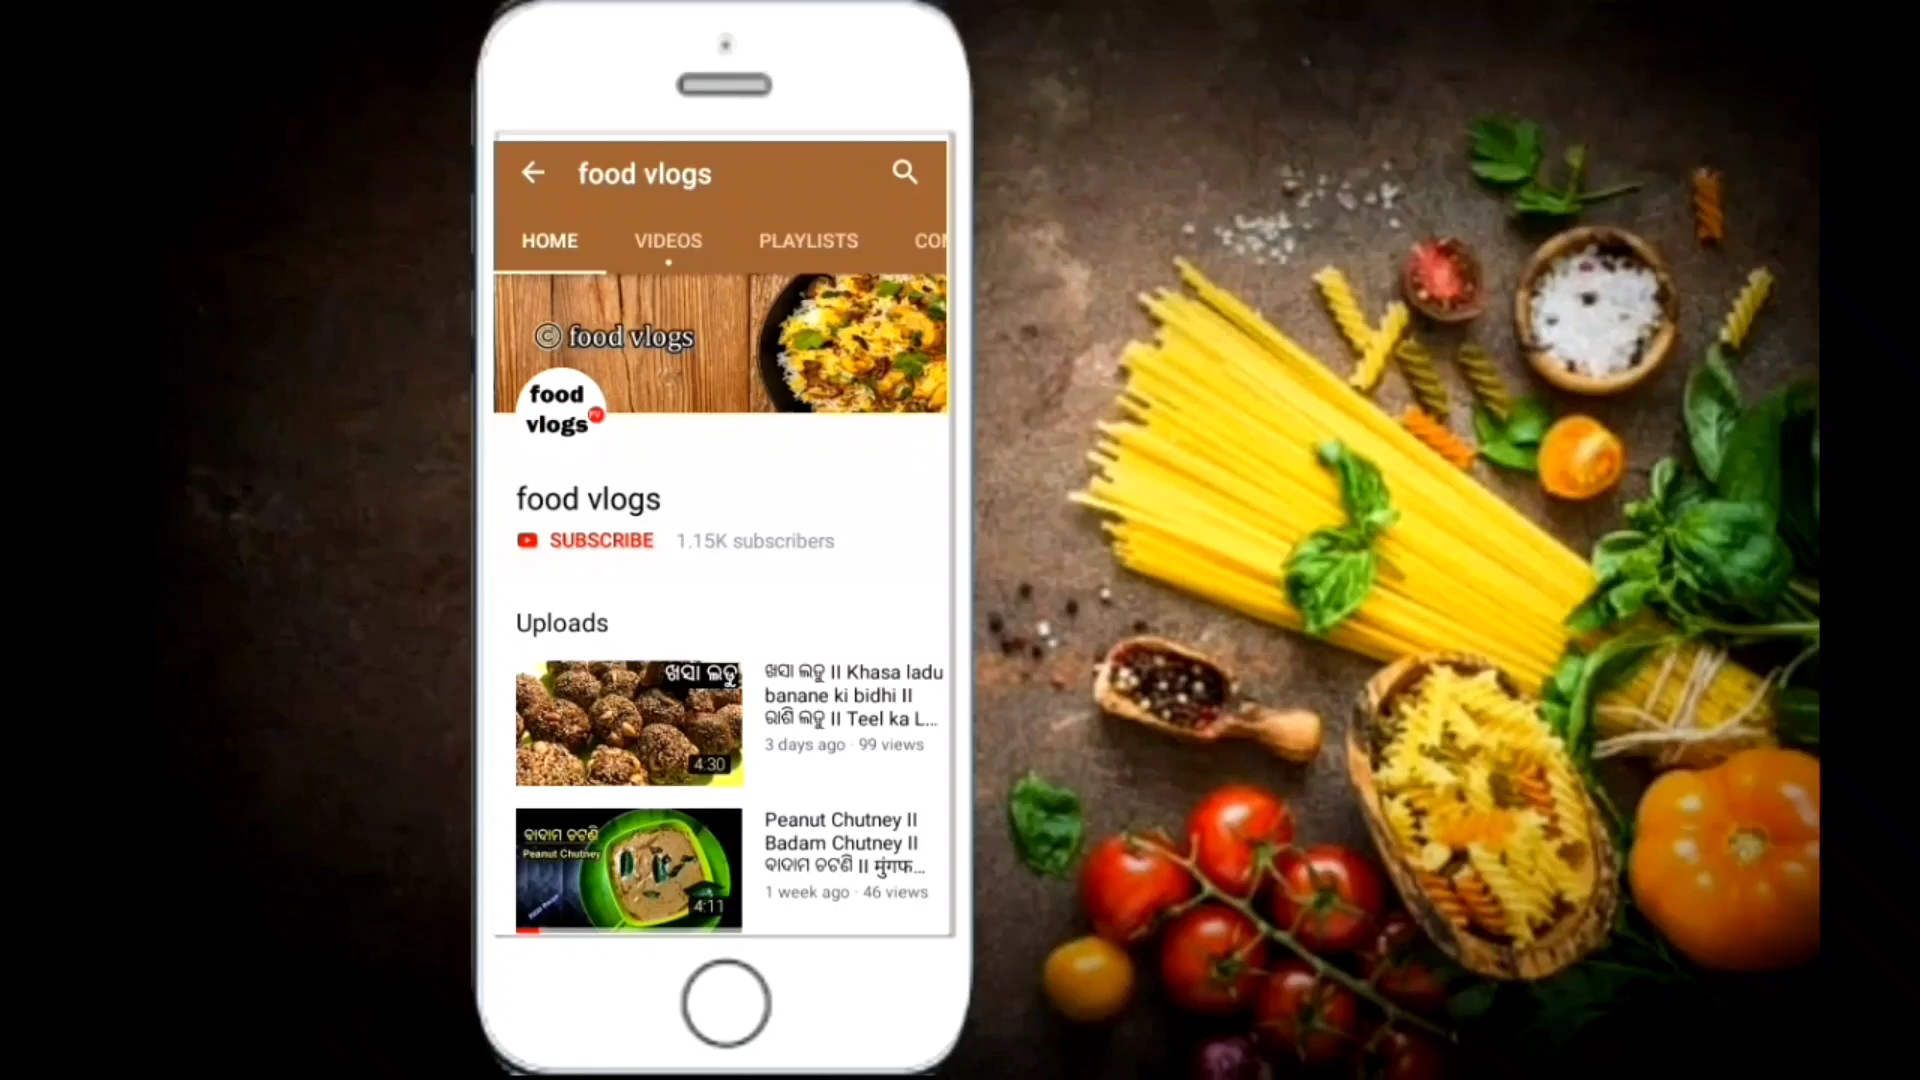 food vlogs
HOME VIDEOS PLAYLISTS
© food vlogs
food
vlogs
food vlogs
SUBSCRIBE 1.15K subscribers
Uploads
ଖସା ଲଡୁ
4:30
ଖସା ଲଡୁ II Khasa ladu
banane ki bidhi II
ରାଶି ଲଡୁ II Teel ka L...
3 days ago · 99 views
ବାଦାମ ଚଟଣି
Peanut Chutney
4:11
Peanut Chutney II
Badam Chutney II
ବାଦାମ ଚଟଣି II मुंगफ...
1 week ago · 46 views